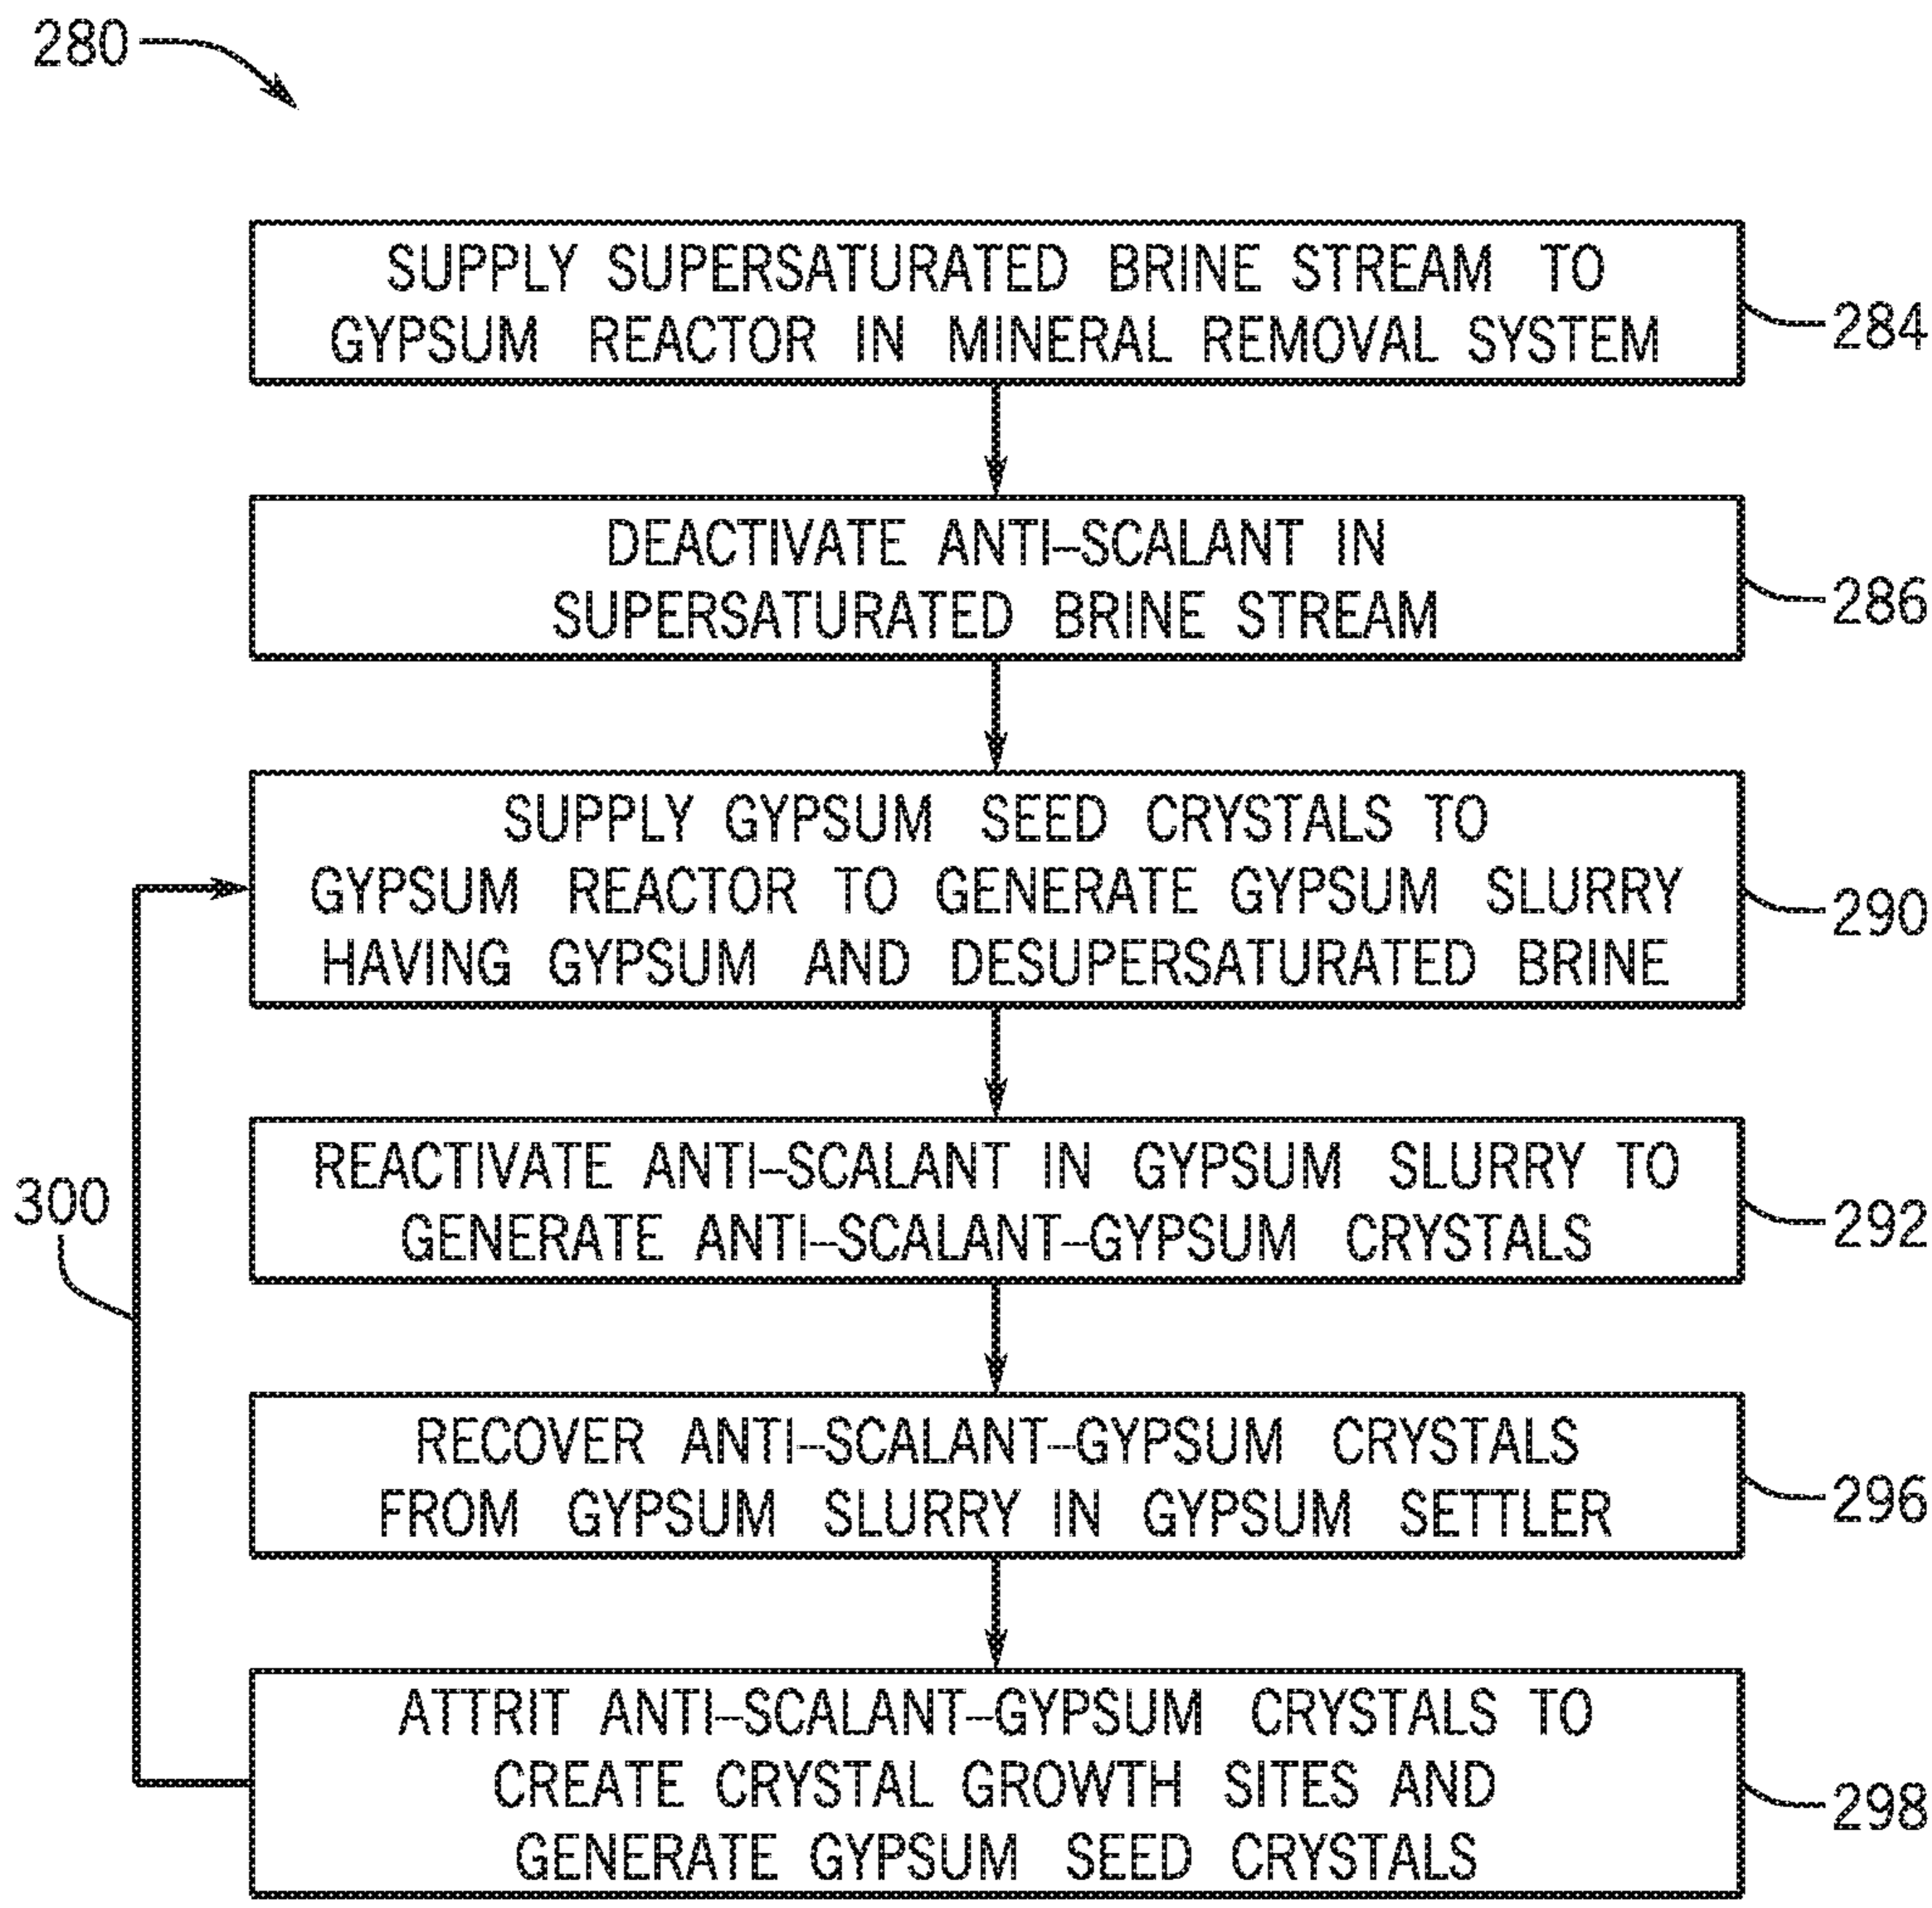 280
SUPPLY SUPERSATURATED BRINE STREAM TO
GYPSUM REACTOR IN MINERAL REMOVAL SYSTEM
284
DEACTIVATE ANTI-SCALANT IN
SUPERSATURATED BRINE STREAM
286
SUPPLY GYPSUM SEED CRYSTALS TO
GYPSUM REACTOR TO GENERATE GYPSUM SLURRY
HAVING GYPSUM AND DESUPERSATURATED BRINE
290
REACTIVATE ANTI-SCALANT IN GYPSUM SLURRY TO
GENERATE ANTI-SCALANT-GYPSUM CRYSTALS
292
300
RECOVER ANTI-SCALANT-GYPSUM CRYSTALS
FROM GYPSUM SLURRY IN GYPSUM SETTLER
296
ATTRIT ANTI-SCALANT-GYPSUM CRYSTALS TO
CREATE CRYSTAL GROWTH SITES AND
GENERATE GYPSUM SEED CRYSTALS
298